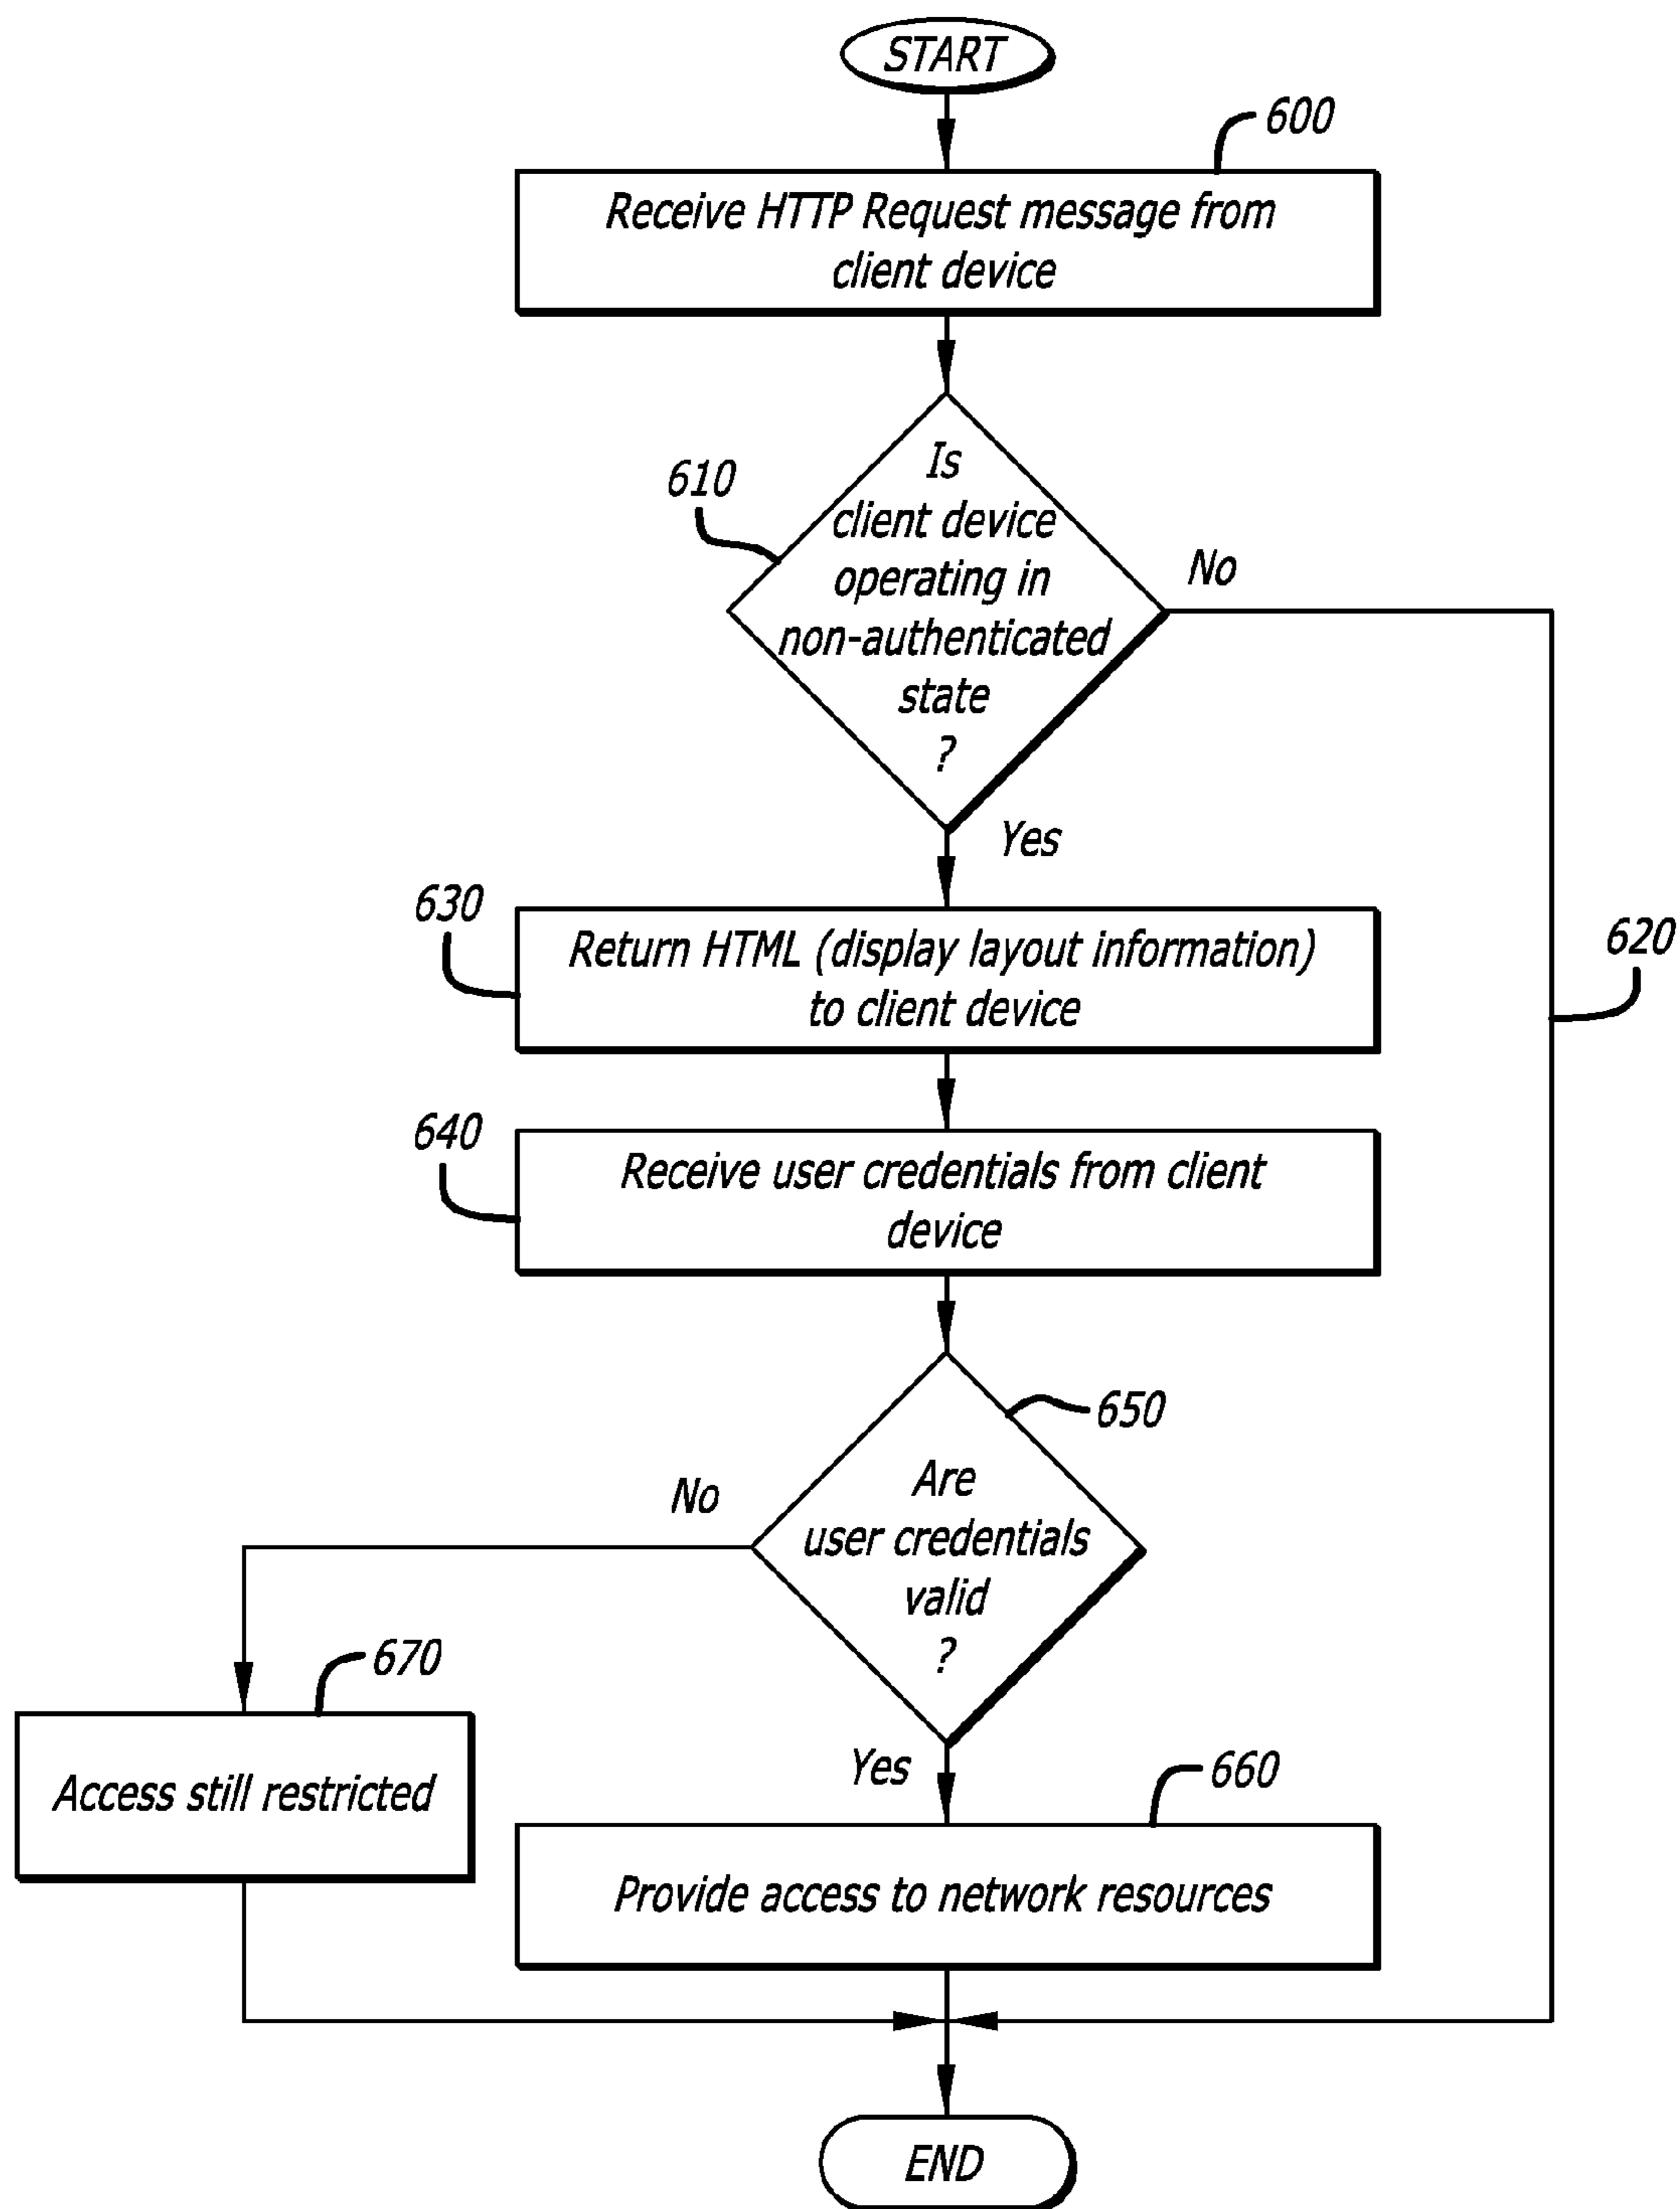 START
600
Receive HTTP Request message from
client device
610
Is
client device
operating in
non-authenticated
state
?
No
Yes
630
Return HTML (display layout information)
to client device
620
640
Receive user credentials from client
device
650
Are
user credentials
valid
?
No
Yes
670
Access still restricted
660
Provide access to network resources
END